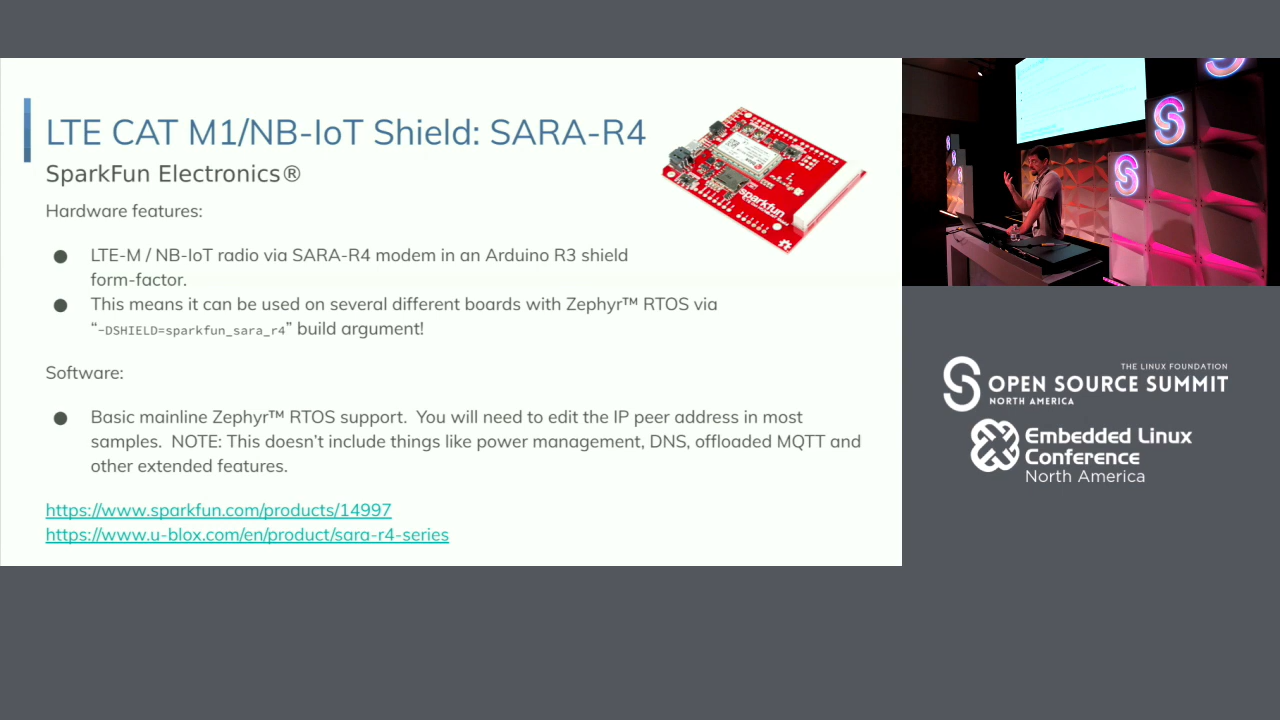 LTE CAT M1/NB-IoT Shield: SARA-R4
SparkFun Electronics®
Hardware features:
● LTE-M / NB-IoT radio via SARA-R4 modem in an Arduino R3 shield
form-factor.
● This means it can be used on several different boards with Zephyr™ RTOS via
“-DSHIELD=sparkfun_sara_r4” build argument!
Software:
● Basic mainline Zephyr™ RTOS support.  You will need to edit the IP peer address in most
samples.  NOTE: This doesn’t include things like power management, DNS, offloaded MQTT and
other extended features.
https://www.sparkfun.com/products/14997
https://www.u-blox.com/en/product/sara-r4-series
sparkfun
THE LINUX FOUNDATION
OPEN SOURCE SUMMIT
NORTH AMERICA
Embedded Linux
Conference
North America